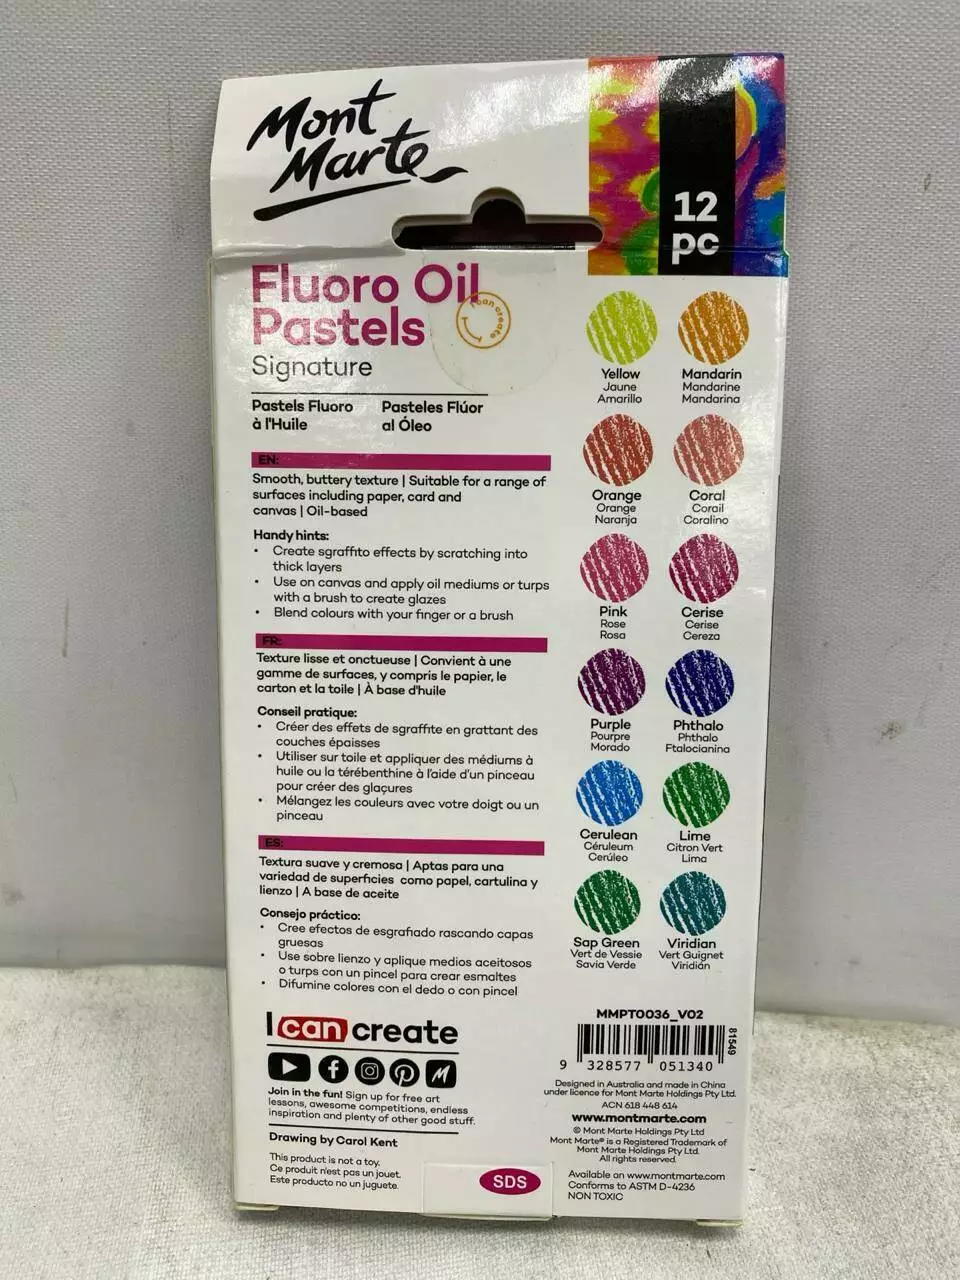 Mont
Marte
12
pc
Fluoro Oil
Pastels
Signature
i can create
Pastels Fluoro
à l'Huile
Pasteles Flúor
al Óleo
EN:
Smooth, buttery texture | Suitable for a range of
surfaces including paper, card and
canvas | Oil-based
Handy hints:
• Create sgraffito effects by scratching into
thick layers
• Use on canvas and apply oil mediums or turps
with a brush to create glazes
• Blend colours with your finger or a brush
FR:
Texture lisse et onctueuse | Convient à une
gamme de surfaces, y compris le papier, le
carton et la toile | À base d'huile
Conseil pratique:
• Créer des effets de sgraffite en grattant des
couches épaisses
• Utiliser sur toile et appliquer des médiums à
huile ou la térébenthine à l'aide d'un pinceau
pour créer des glaçures
• Mélangez les couleurs avec votre doigt ou un
pinceau
ES:
Textura suave y cremosa | Aptas para una
variedad de superficies como papel, cartulina y
lienzo | A base de aceite
Consejo práctico:
• Cree efectos de esgrafiado rascando capas
gruesas
• Use sobre lienzo y aplique medios aceitosos
o turps con un pincel para crear esmaltes
• Difumine colores con el dedo o con pincel
I can create
Join in the fun! Sign up for free art
lessons, awesome competitions, endless
inspiration and plenty of other good stuff.
Drawing by Carol Kent
This product is not a toy.
Ce produit n'est pas un jouet.
Este producto no un juguete.
SDS
Yellow
Jaune
Amarillo
Mandarin
Mandarine
Mandarina
Orange
Orange
Naranja
Coral
Corail
Coralino
Pink
Rose
Rosa
Cerise
Cerise
Cereza
Purple
Pourpre
Morado
Phthalo
Phthalo
Ftalocianina
Cerulean
Céruleum
Cerúleo
Lime
Citron Vert
Lima
Sap Green
Vert de Vessie
Savia Verde
Viridian
Vert Guignet
Viridián
MMPT0036_V02
81549
9 328577 051340
Designed in Australia and made in China
under licence for Mont Marte Holdings Pty Ltd.
ACN 618 448 614
www.montmarte.com
© Mont Marte Holdings Pty Ltd
Mont Marte® is a Registered Trademark of
Mont Marte Holdings Pty Ltd.
All rights reserved.
Available on www.montmarte.com
Conforms to ASTM D-4236
NON TOXIC